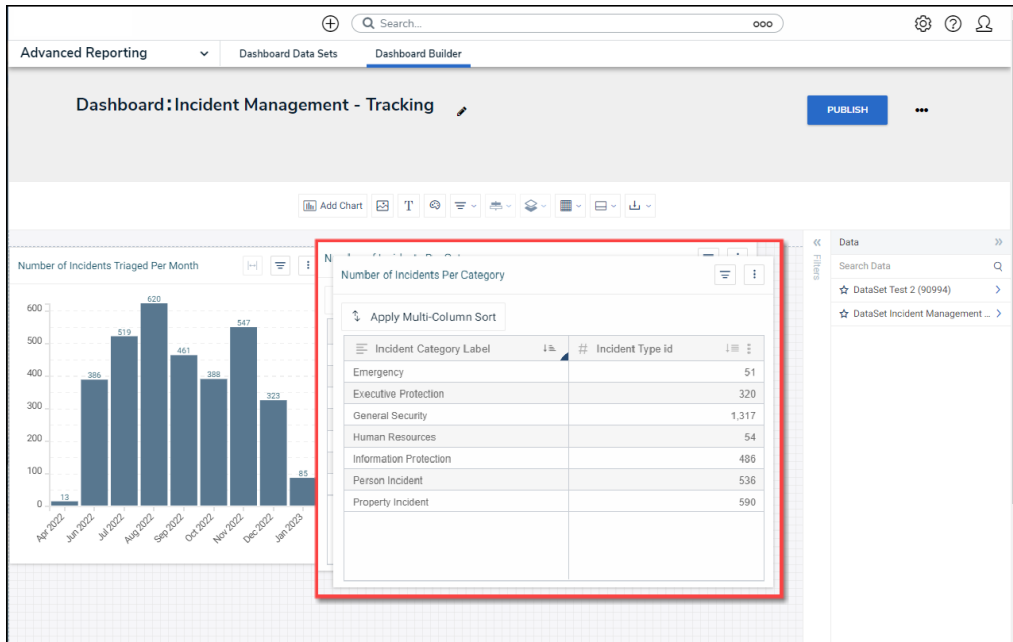 Search...
ooo
Advanced Reporting
Dashboard Data Sets
Dashboard Builder
Dashboard: Incident Management - Tracking
PUBLISH
Add Chart
T
Filters
Data
Search Data
DataSet Test 2 (90994)
DataSet Incident Management ...
Number of Incidents Triaged Per Month
600
500
400
300
200
100
0
13
386
519
620
461
388
547
323
85
Apr 2022
Jun 2022
Jul 2022
Aug 2022
Sep 2022
Oct 2022
Nov 2022
Dec 2022
Jan 2023
Number of Incidents Per Category
Apply Multi-Column Sort
Incident Category Label # Incident Type id
Emergency 51
Executive Protection 320
General Security 1,317
Human Resources 54
Information Protection 486
Person Incident 536
Property Incident 590